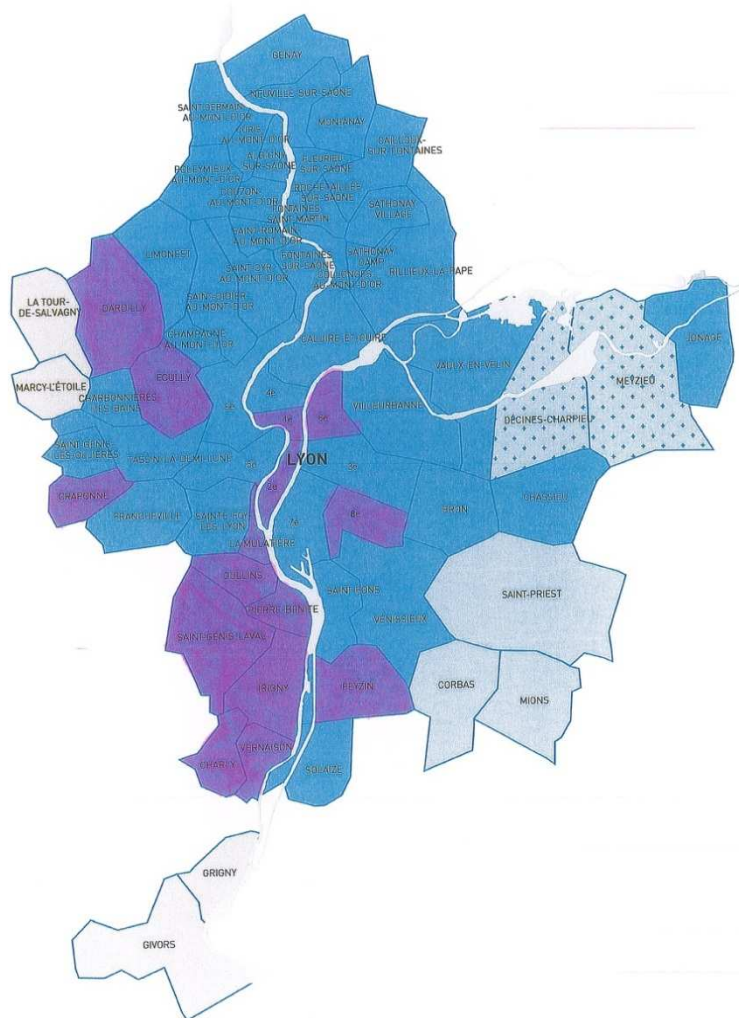 GENAY
NEUVILLE-SUR-SAÔNE
SAINT-GERMAIN
AU-MONT-D'OR
MONTANAY
AU-MONT-D'OR
CAILLOUX-
SUR-FONTAINES
ALBIGNY
SUR-SAÔNE
FLEURIEU
SUR-SAÔNE
POLEYMIEUX
AU-MONT-D'OR
ROCHETAILLÉE
SUR-SAÔNE
COUZON
AU-MONT-D'OR
SATHONAY
VILLAGE
FONTAINES
SAINT-MARTIN
SAINT-ROMAIN
AU-MONT-D'OR
LIMONEST
FONTAINES
SUR-SAÔNE
SATHONAY
CAMP
SAINT-CYR
AU-MONT-D'OR
COLLONGES
AU-MONT-D'OR
RILLIEUX-LA-PAPE
LA TOUR-
DE-SALVAGNY
DARDILLY
SAINT-DIDIER
AU-MONT-D'OR
CHAMPAGNE
AU-MONT-D'OR
CALUIRE-ET-CUIRE
JONAGE
VAULX-EN-VELIN
MEYZIEU
MARCY-L'ÉTOILE
ÉCULLY
CHARBONNIÈRES
LES-BAINS
4e
VILLEURBANNE
DÉCINES-CHARPIEU
1e
6e
SAINT-GENIS
LES-OLLIÈRES
TASSIN-LA-DEMI-LUNE
LYON
3e
CRAPONNE
2e
FRANCHEVILLE
SAINTE-FOY
LÈS-LYON
7e
8e
BRON
CHASSIEU
LA MULATIÈRE
OULLINS
SAINT-FONS
SAINT-PRIEST
PIERRE-BÉNITE
VÉNISSIEUX
SAINT-GENIS-LAVAL
IRIGNY
FEYZIN
CORBAS
MIONS
VERNAISON
CHARLY
SOLAIZE
GRIGNY
GIVORS